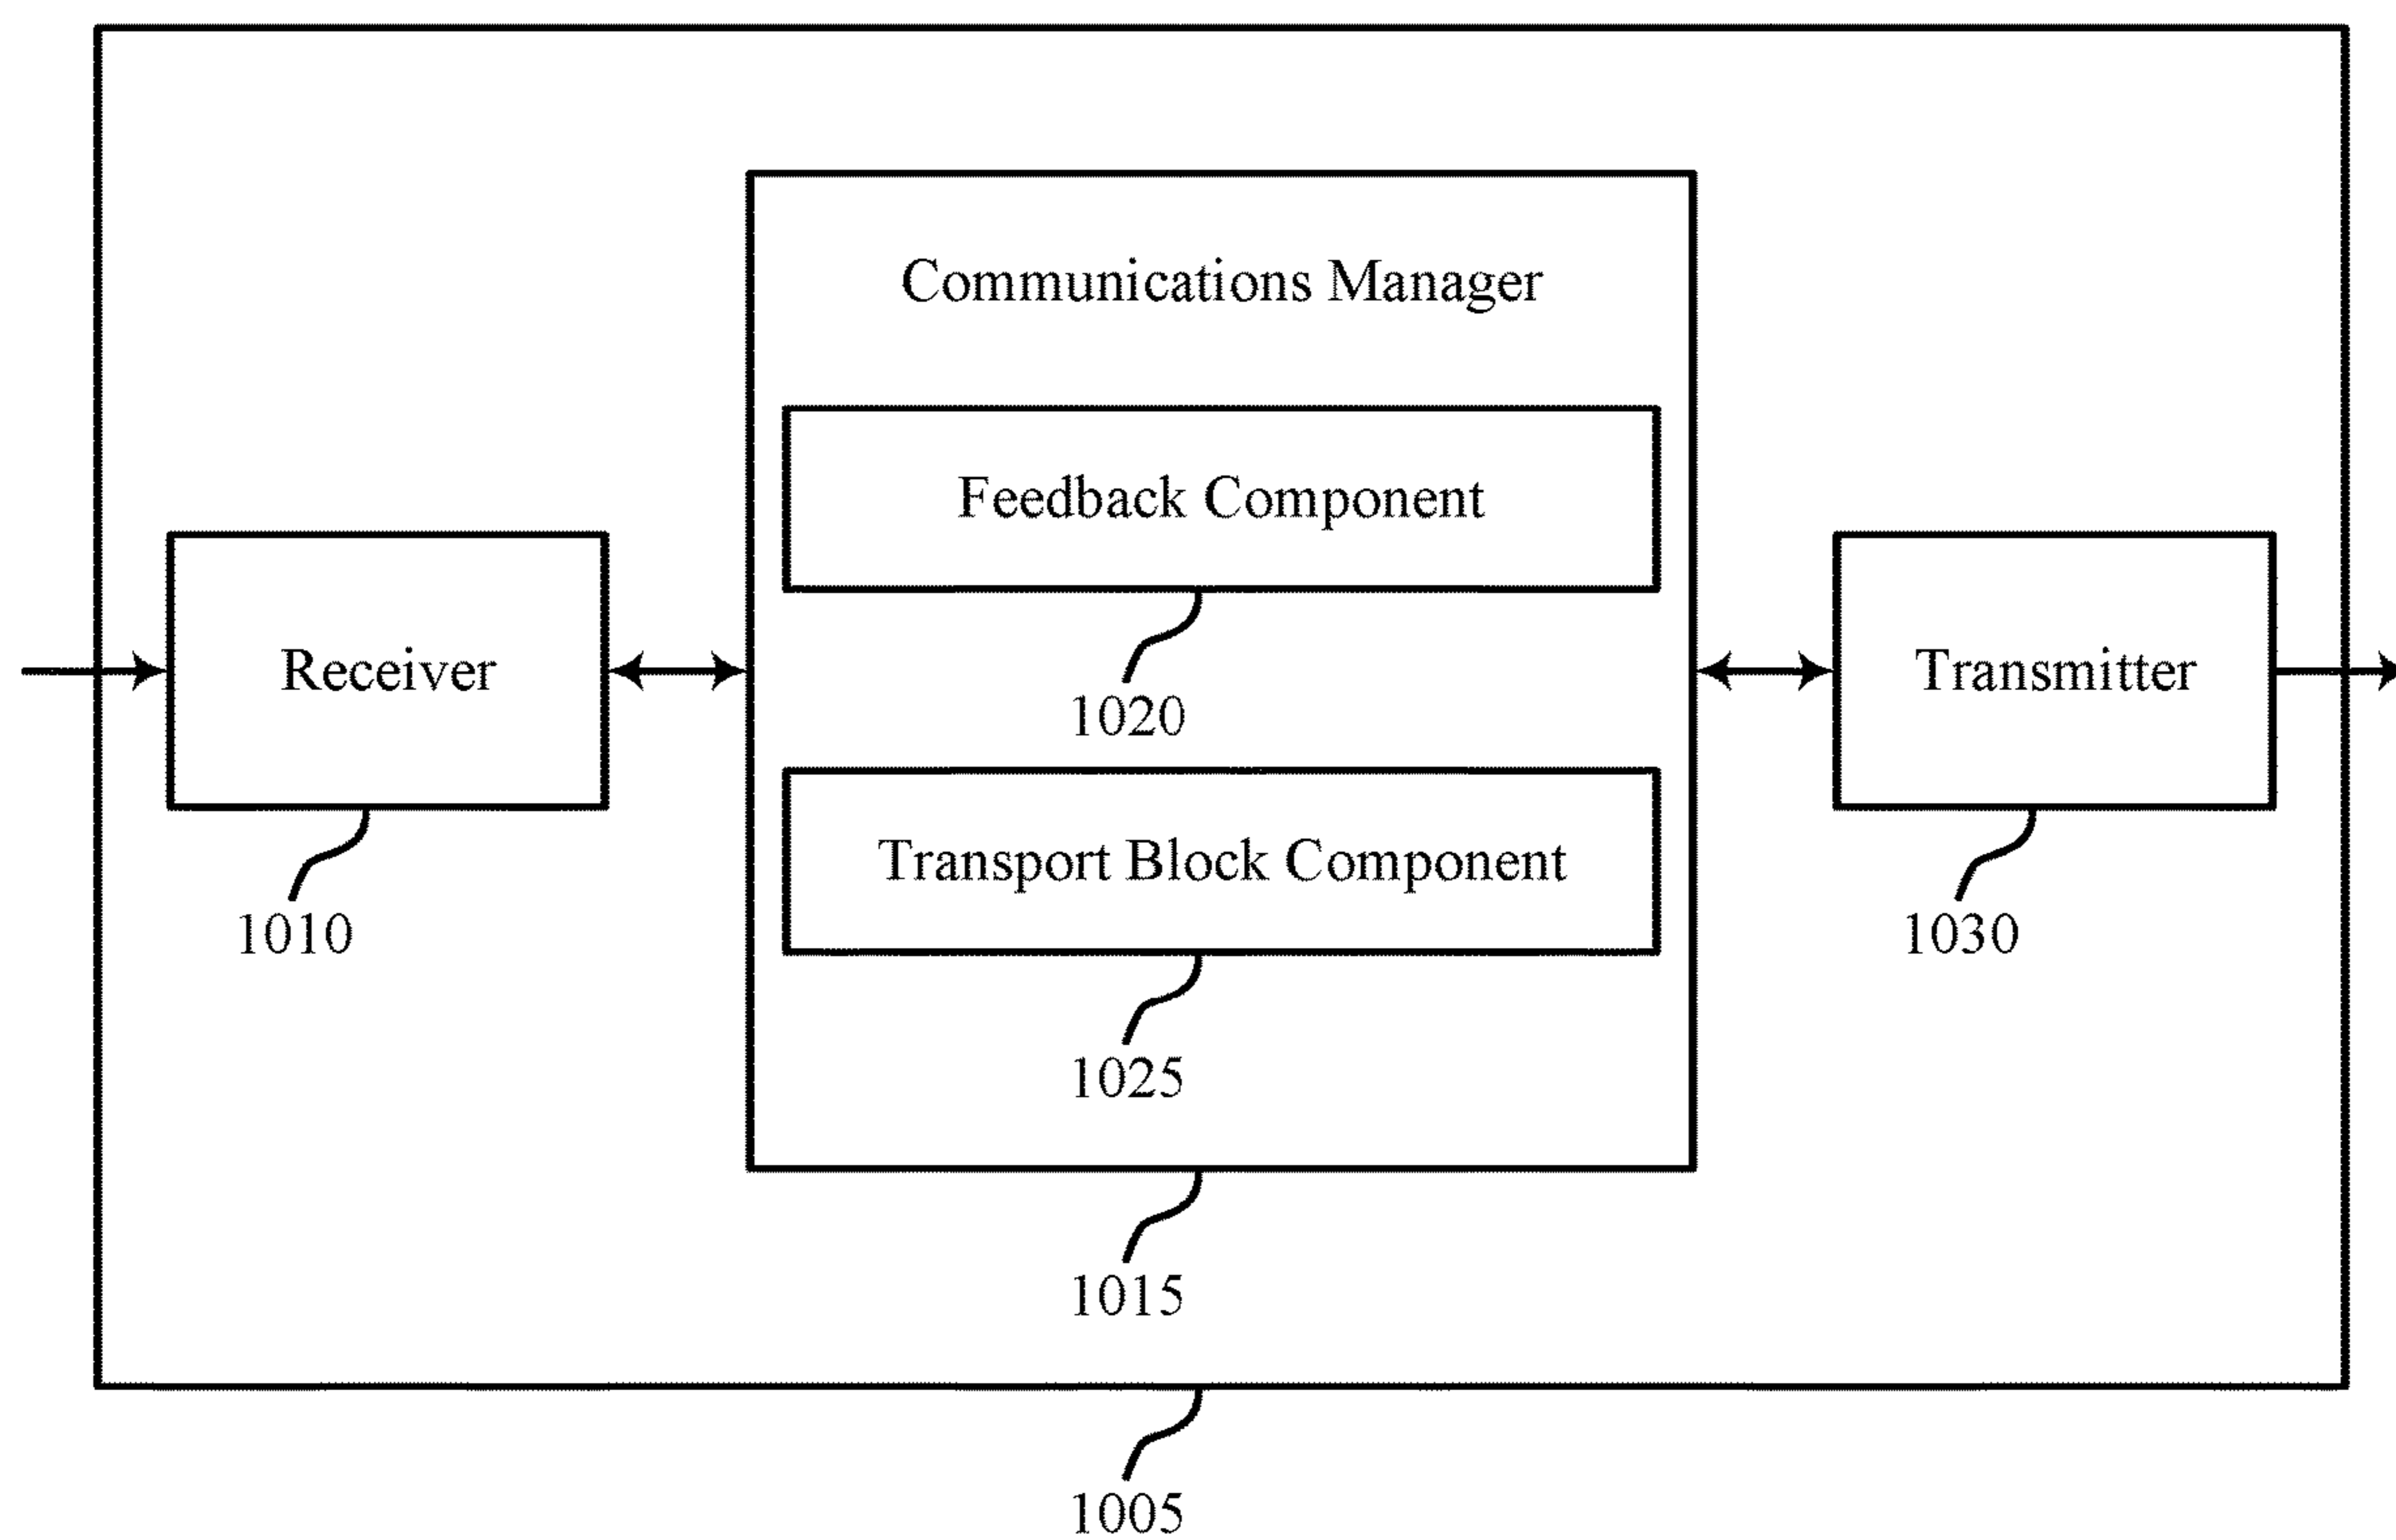 Communications Manager
Feedback Component
1020
Receiver
1010
Transmitter
1030
Transport Block Component
1025
1015
1005